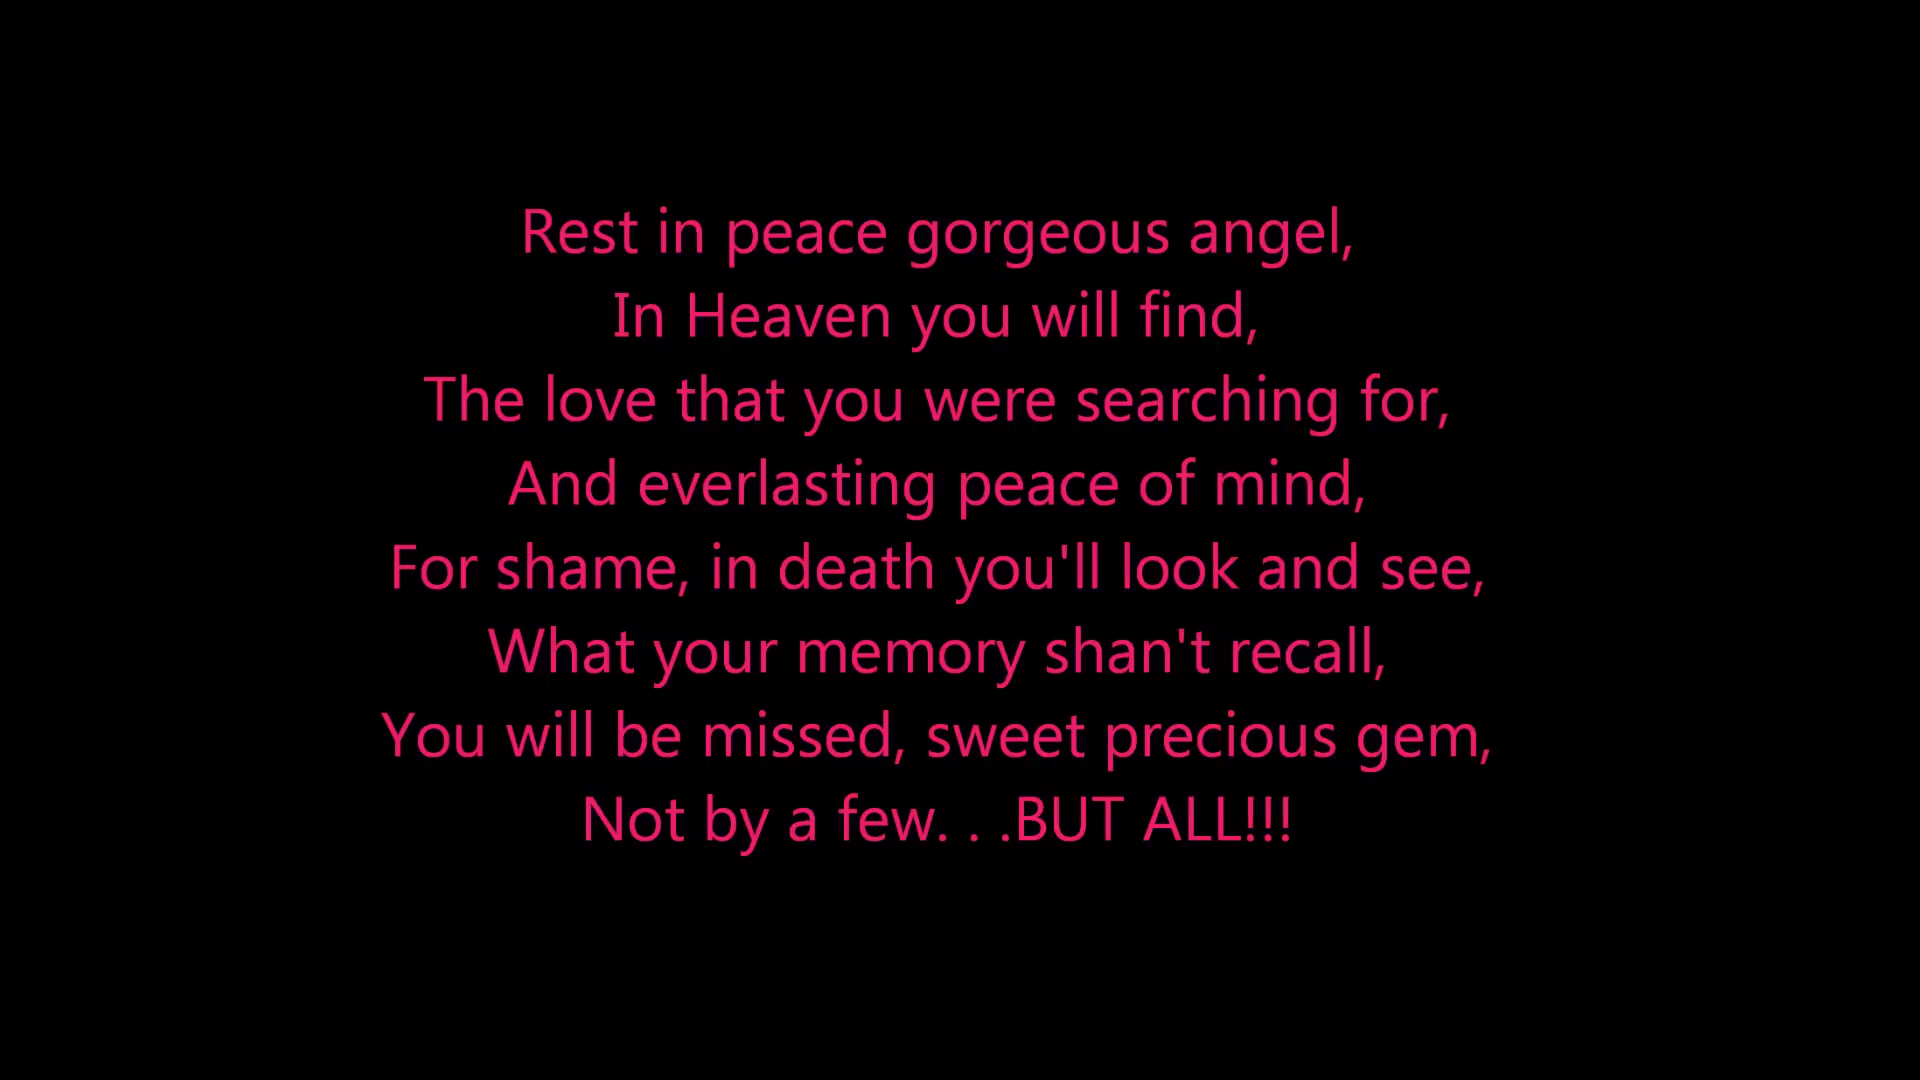 Rest in peace gorgeous angel,
In Heaven you will find,
The love that you were searching for,
And everlasting peace of mind,
For shame, in death you'll look and see,
What your memory shan't recall,
You will be missed, sweet precious gem,
Not by a few. . .BUT ALL!!!